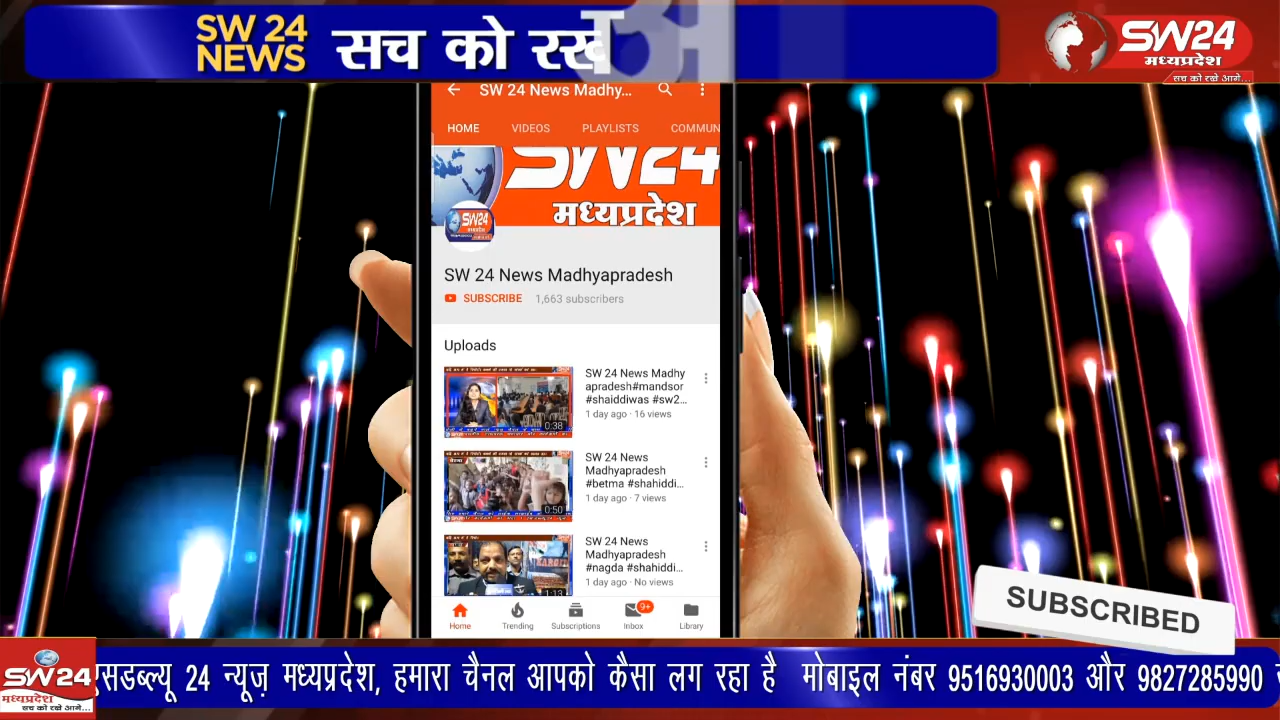 SW 24
NEWS
सच को रखे
SW24
मध्यप्रदेश
सच को रखे आगे...
SW 24 News Madhy...
HOME VIDEOS PLAYLISTS COMMUN
SW24
मध्यप्रदेश
SW24
SW 24 News Madhyapradesh
SUBSCRIBE 1,663 subscribers
Uploads
SW 24 News Madhy
apradesh#mandsor
#shaiddiwas #sw2...
1 day ago · 16 views
0:38
SW 24 News
Madhyapradesh
#betma #shahiddi...
1 day ago · 7 views
0:50
SW 24 News
Madhyapradesh
#nagda #shahiddi...
1 day ago · No views
1:13
9+
Home Trending Subscriptions Inbox Library
SUBSCRIBED
SW24
मध्यप्रदेश
सच को रखे आगे...
एसडब्ल्यू 24 न्यूज़ मध्यप्रदेश, हमारा चैनल आपको कैसा लग रहा है मोबाइल नंबर 9516930003 और 9827285990